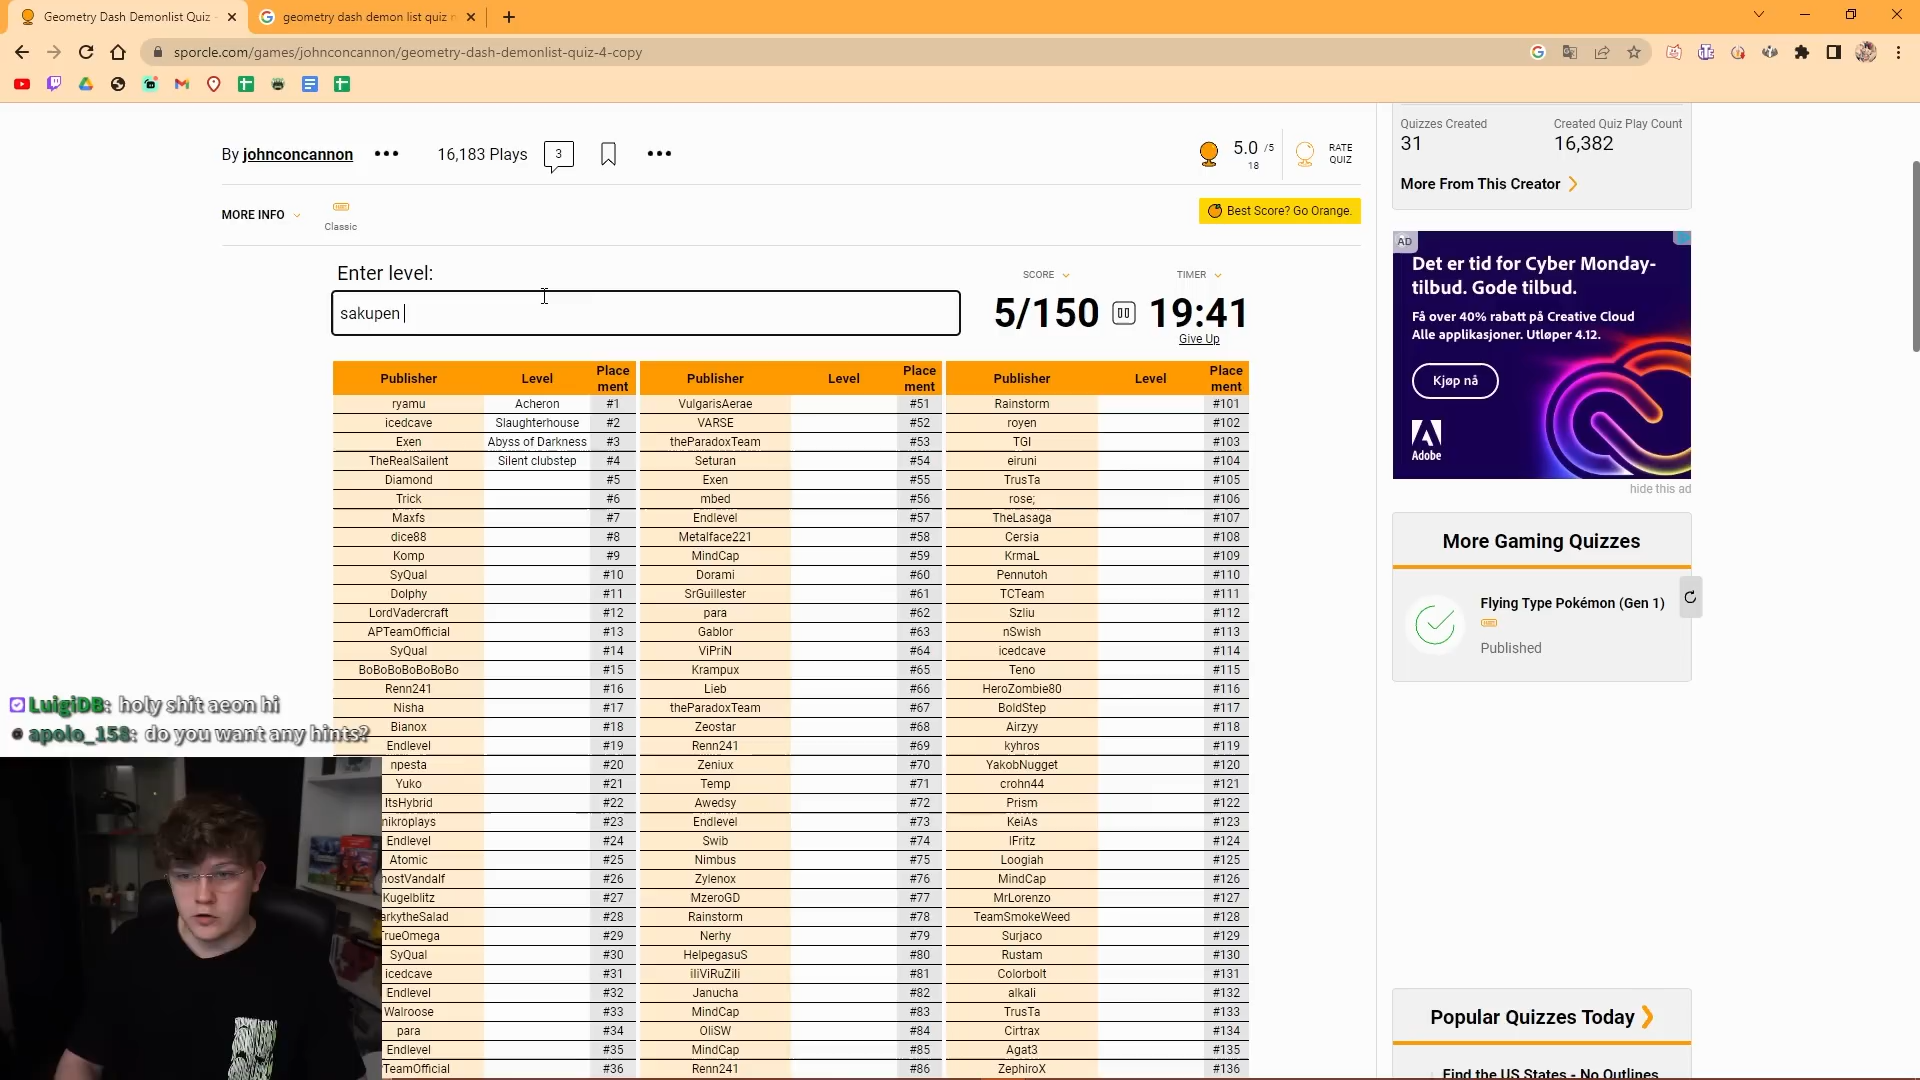 Geometry Dash Demonlist Quiz -
geometry dash demon list quiz n
sporcle.com/games/johnconcannon/geometry-dash-demonlist-quiz-4-copy
By johnconcannon
16,183 Plays
3
5.0 /5
18
RATE
QUIZ
MORE INFO
Classic
Best Score? Go Orange.
Enter level:
sakupen
SCORE
TIMER
5/150
19:41
Give Up
Publisher Level Place ment Publisher Level Place ment Publisher Level Place ment
ryamu Acheron #1 VulgarisAerae #51 Rainstorm #101
icedcave Slaughterhouse #2 VARSE #52 royen #102
Exen Abyss of Darkness #3 theParadoxTeam #53 TGI #103
TheRealSailent Silent clubstep #4 Seturan #54 eiruni #104
Diamond #5 Exen #55 TrusTa #105
Trick #6 mbed #56 rose; #106
Maxfs #7 Endlevel #57 TheLasaga #107
dice88 #8 Metalface221 #58 Cersia #108
Komp #9 MindCap #59 KrmaL #109
SyQual #10 Dorami #60 Pennutoh #110
Dolphy #11 SrGuillester #61 TCTeam #111
LordVadercraft #12 para #62 Szliu #112
APTeamOfficial #13 Gablor #63 nSwish #113
SyQual #14 ViPriN #64 icedcave #114
BoBoBoBoBoBoBo #15 Krampux #65 Teno #115
Renn241 #16 Lieb #66 HeroZombie80 #116
Nisha #17 theParadoxTeam #67 BoldStep #117
Bianox #18 Zeostar #68 Airzyy #118
Endlevel #19 Renn241 #69 kyhros #119
npesta #20 Zeniux #70 YakobNugget #120
Yuko #21 Temp #71 crohn44 #121
ItsHybrid #22 Awedsy #72 Prism #122
nikroplays #23 Endlevel #73 KeiAs #123
Endlevel #24 Swib #74 IFritz #124
Atomic #25 Nimbus #75 Loogiah #125
hostVandalf #26 Zylenox #76 MindCap #126
Kugelblitz #27 MzeroGD #77 MrLorenzo #127
arkytheSalad #28 Rainstorm #78 TeamSmokeWeed #128
TrueOmega #29 Nerhy #79 Surjaco #129
SyQual #30 HelpegasuS #80 Rustam #130
icedcave #31 iIiViRuZiIi #81 Colorbolt #131
Endlevel #32 Janucha #82 alkali #132
Walroose #33 MindCap #83 TrusTa #133
para #34 OliSW #84 Cirtrax #134
Endlevel #35 MindCap #85 Agat3 #135
TeamOfficial #36 Renn241 #86 ZephiroX #136
LuigiDB: holy shit aeon hi
apolo_158: do you want any hints?
Quizzes Created
31
Created Quiz Play Count
16,382
More From This Creator
AD
Det er tid for Cyber Monday-
tilbud. Gode tilbud.
Få over 40% rabatt på Creative Cloud
Alle applikasjoner. Utløper 4.12.
Kjøp nå
Adobe
hide this ad
More Gaming Quizzes
Flying Type Pokémon (Gen 1)
Published
Popular Quizzes Today
Find the US States - No Outlines